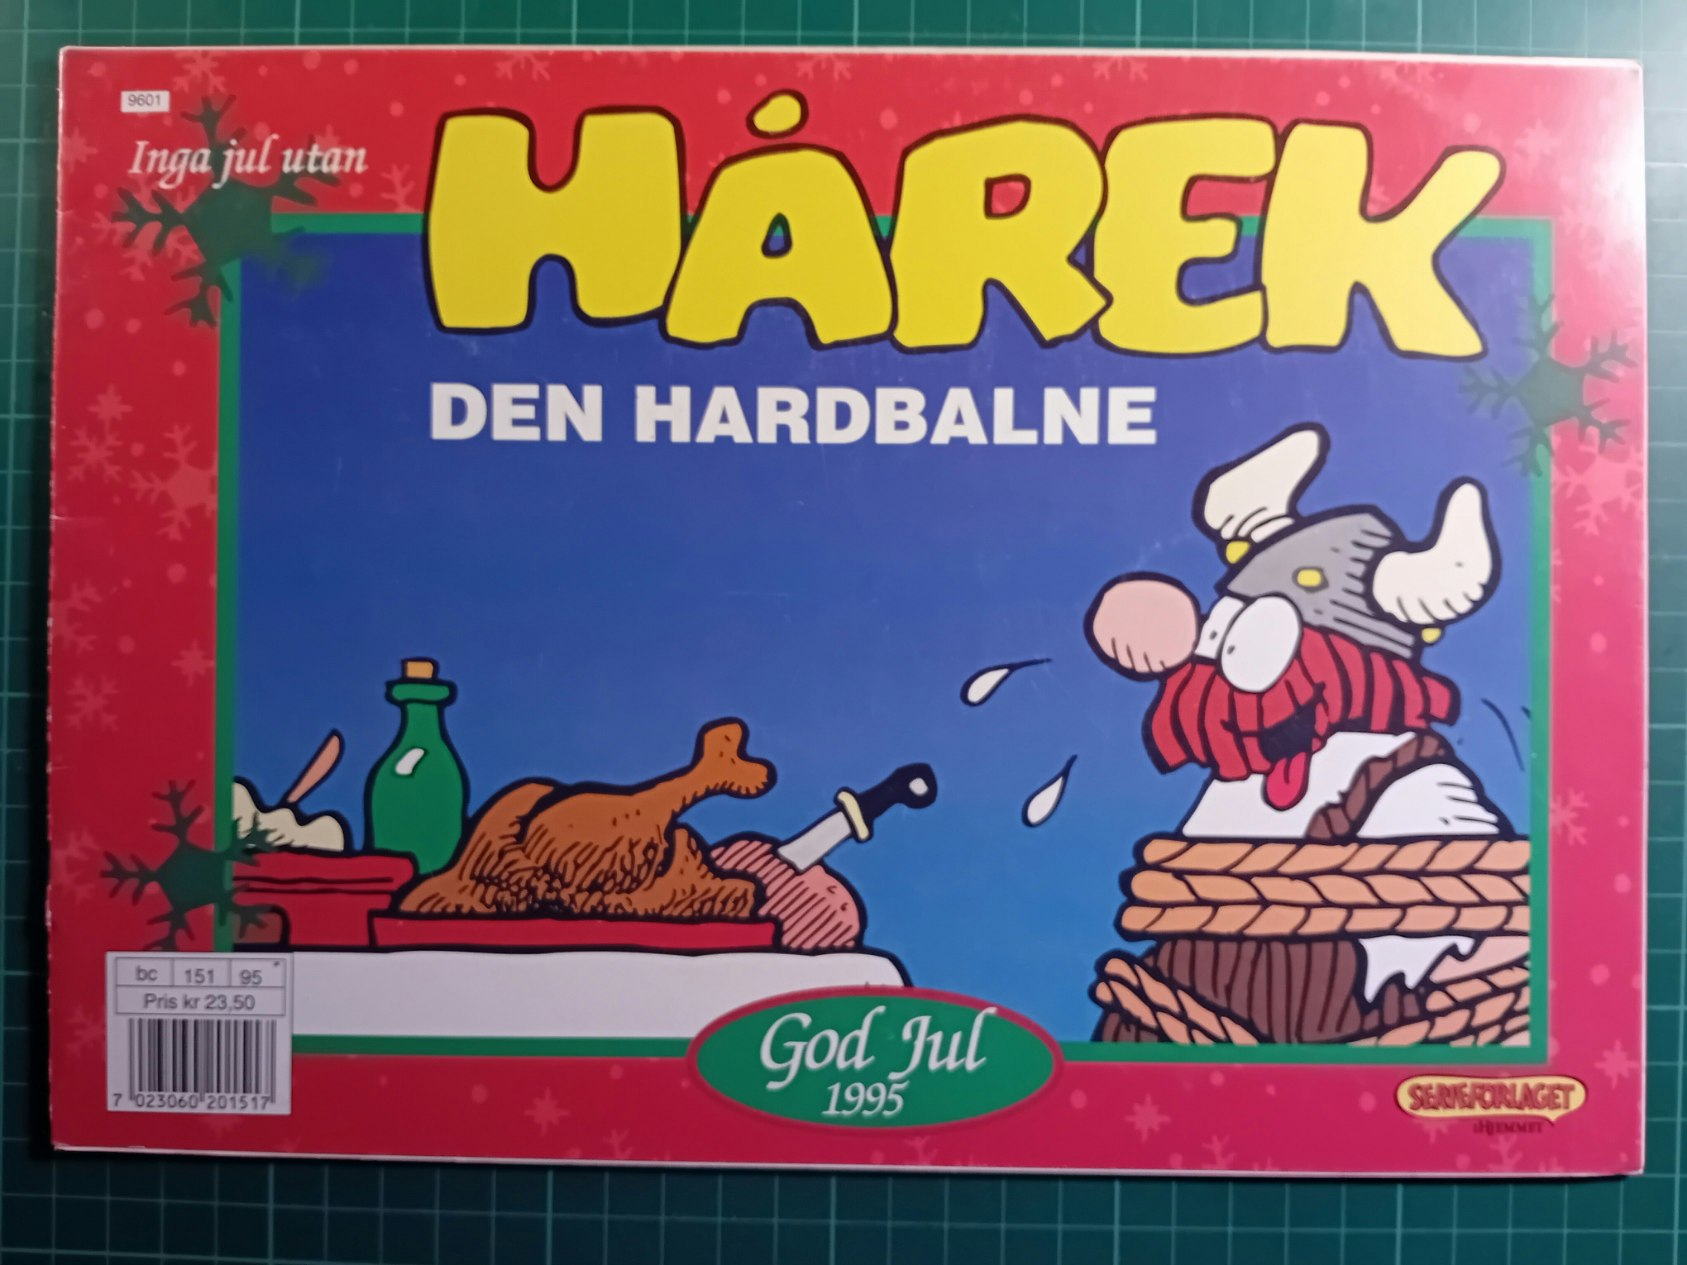 9601
Inga jul utan
HÅREK
DEN HARDBALNE
bc 151 95
Pris kr 23,50
7 023060 201517
God Jul
1995
SERIEFORLAGET
HJEMMET